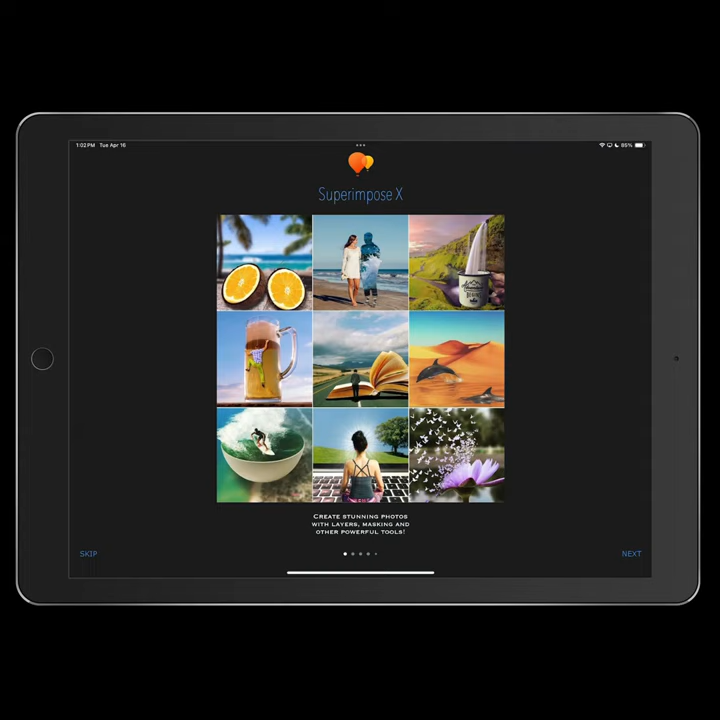 1:02 PM Tue Apr 16
85%
Superimpose X
CREATE STUNNING PHOTOS
WITH LAYERS, MASKING AND
OTHER POWERFUL TOOLS!
SKIP
NEXT